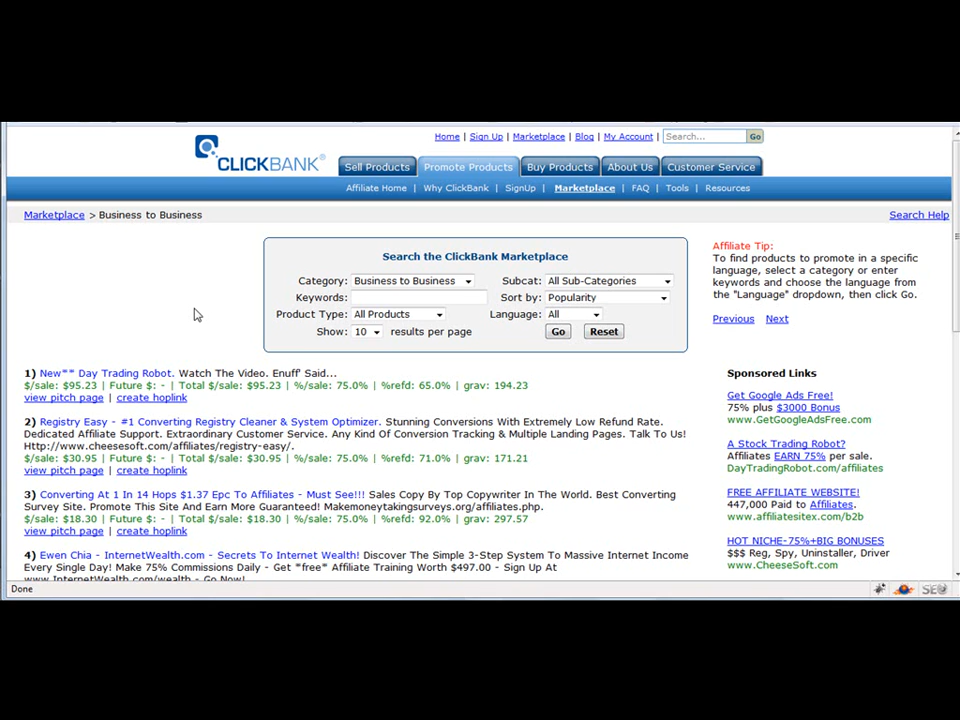 Home | Sign Up | Marketplace | Blog | My Account | Search... Go
CLICKBANK®
Sell Products Promote Products Buy Products About Us Customer Service
Affiliate Home | Why ClickBank | SignUp | Marketplace | FAQ | Tools | Resources
Marketplace > Business to Business
Search Help
Search the ClickBank Marketplace
Category: Business to Business Subcat: All Sub-Categories
Keywords: Sort by: Popularity
Product Type: All Products Language: All
Show: 10 results per page Go Reset
Affiliate Tip:
To find products to promote in a specific
language, select a category or enter
keywords and choose the language from
the "Language" dropdown, then click Go.
Previous Next
1) New** Day Trading Robot. Watch The Video. Enuff' Said...
$/sale: $95.23 | Future $: - | Total $/sale: $95.23 | %/sale: 75.0% | %refd: 65.0% | grav: 194.23
view pitch page | create hoplink
2) Registry Easy - #1 Converting Registry Cleaner & System Optimizer. Stunning Conversions With Extremely Low Refund Rate.
Dedicated Affiliate Support. Extraordinary Customer Service. Any Kind Of Conversion Tracking & Multiple Landing Pages. Talk To Us!
Http://www.cheesesoft.com/affiliates/registry-easy/.
$/sale: $30.95 | Future $: - | Total $/sale: $30.95 | %/sale: 75.0% | %refd: 71.0% | grav: 171.21
view pitch page | create hoplink
3) Converting At 1 In 14 Hops $1.37 Epc To Affiliates - Must See!!! Sales Copy By Top Copywriter In The World. Best Converting
Survey Site. Promote This Site And Earn More Guaranteed! Makemoneytakingsurveys.org/affiliates.php.
$/sale: $18.30 | Future $: - | Total $/sale: $18.30 | %/sale: 75.0% | %refd: 92.0% | grav: 297.57
view pitch page | create hoplink
4) Ewen Chia - InternetWealth.com - Secrets To Internet Wealth! Discover The Simple 3-Step System To Massive Internet Income
Every Single Day! Make 75% Commissions Daily - Get *free* Affiliate Training Worth $497.00 - Sign Up At
www.InternetWealth.com/wealth - Go Now!
Sponsored Links
Get Google Ads Free!
75% plus $3000 Bonus
www.GetGoogleAdsFree.com
A Stock Trading Robot?
Affiliates EARN 75% per sale.
DayTradingRobot.com/affiliates
FREE AFFILIATE WEBSITE!
447,000 Paid to Affiliates.
www.affiliatesitex.com/b2b
HOT NICHE-75%+BIG BONUSES
$$$ Reg, Spy, Uninstaller, Driver
www.CheeseSoft.com
Done
SEO